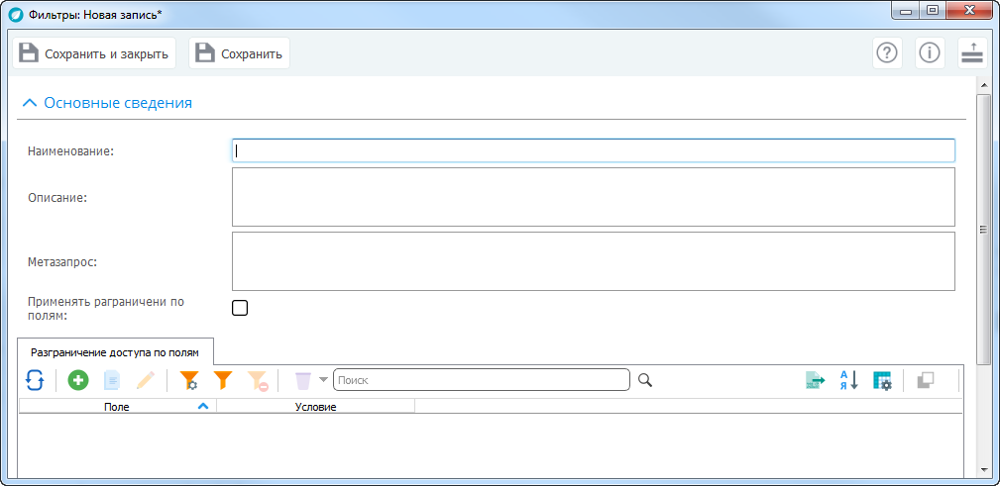 Фильтры: Новая запись*
Сохранить и закрыть
Сохранить
Основные сведения
Наименование:
Описание:
Метазапрос:
Применять раграничени по
полям:
Разграничение доступа по полям
Поиск
А
Я
Поле
Условие